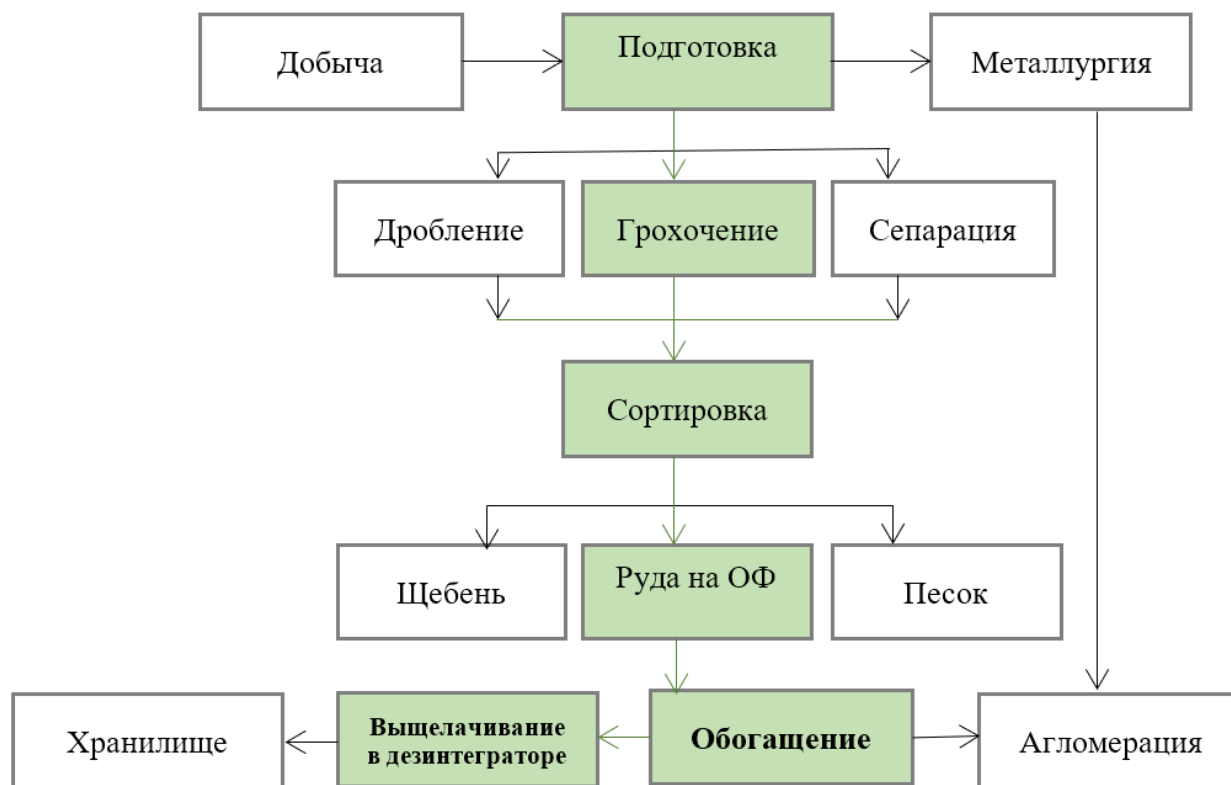 Добыча
Подготовка
Металлургия
Дробление
Грохочение
Сепарация
Сортировка
Щебень
Руда на ОФ
Песок
Хранилище
Выщелачивание
в дезинтеграторе
Обогащение
Агломерация